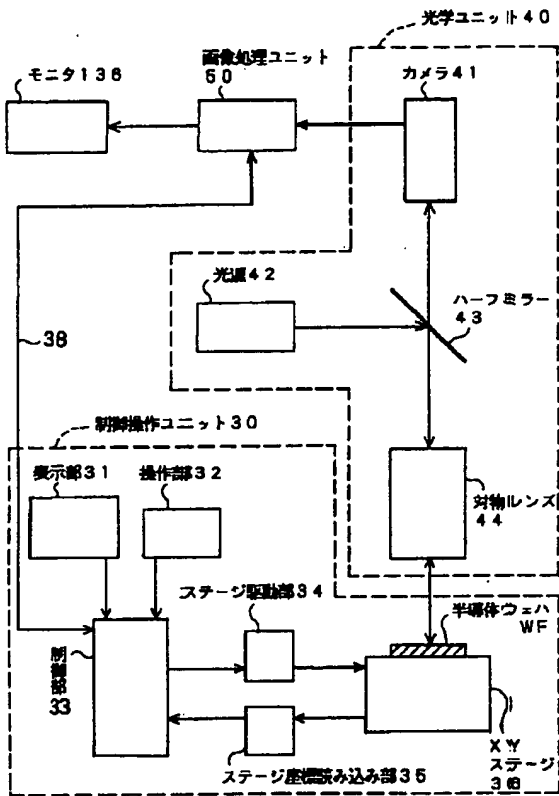 光学ユニット40
画像処理ユニット
50
カメラ41
モニタ136
光源42
ハーフミラー
43
38
制御操作ユニット30
表示部31
操作部32
対物レンズ
44
ステージ駆動部34
半導体ウェハ
WF
制御部
33
XY
ステージ
36
ステージ座標読み込み部35